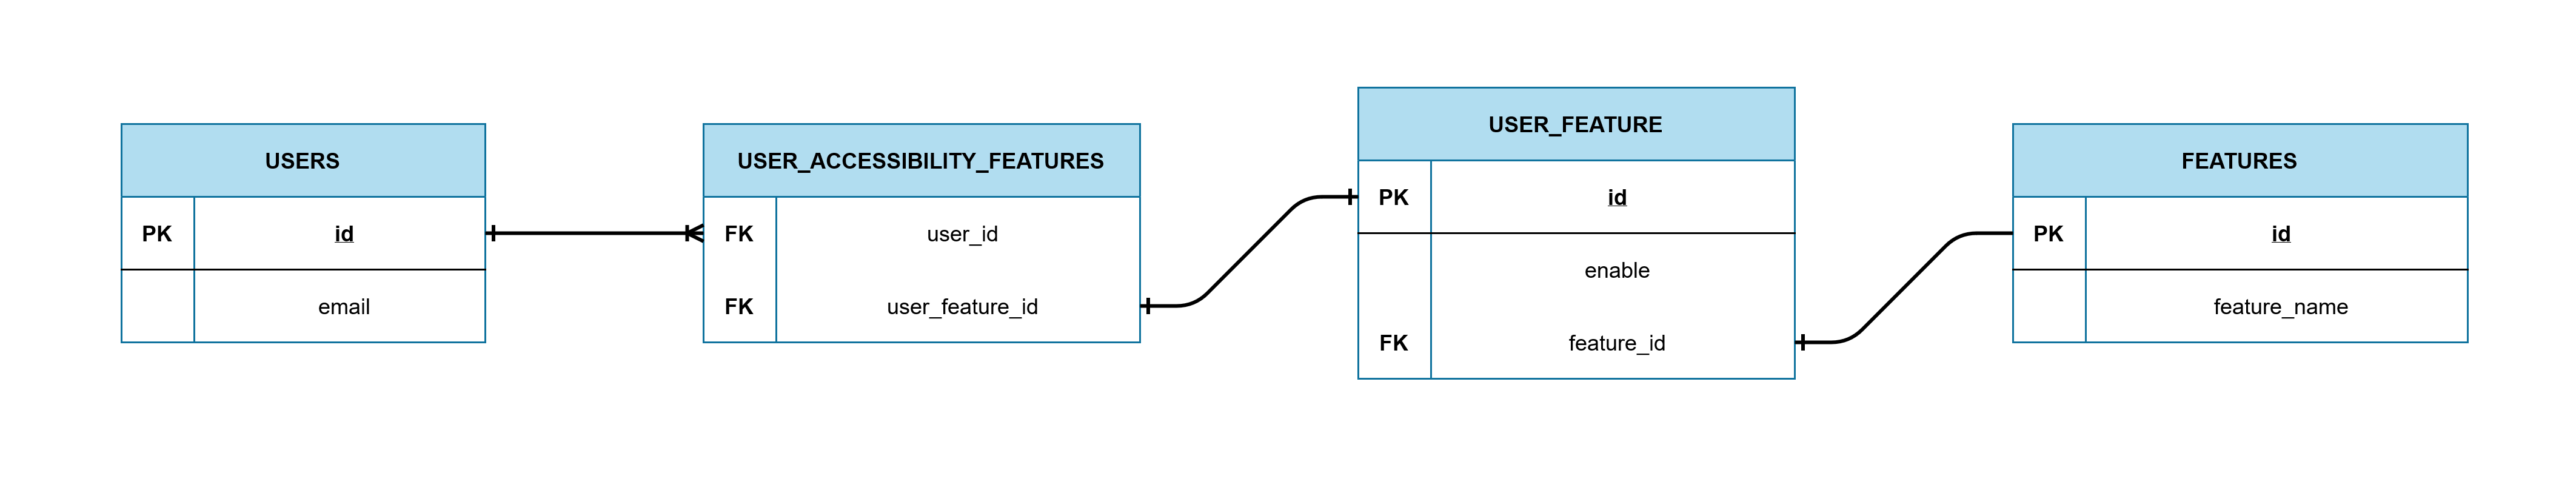 USERS
PK id
email
USER_ACCESSIBILITY_FEATURES
FK user_id
FK user_feature_id
USER_FEATURE
PK id
enable
FK feature_id
FEATURES
PK id
feature_name